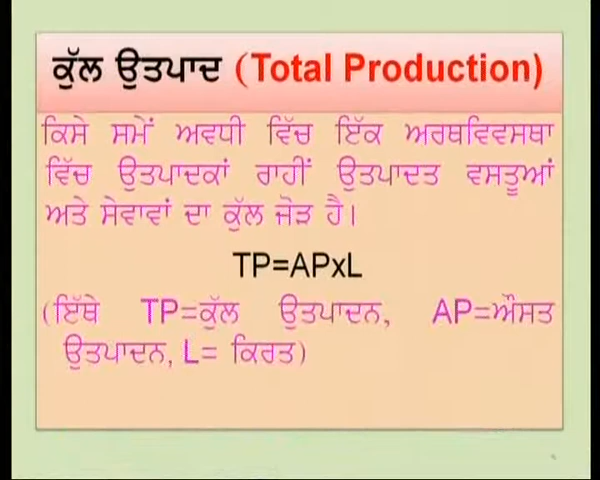 ਕੁੱਲ ਉਤਪਾਦ (Total Production)
ਕਿਸੇ ਸਮੇਂ ਅਵਧੀ ਵਿੱਚ ਇੱਕ ਅਰਥਵਿਵਸਥਾ
ਵਿੱਚ ਉਤਪਾਦਕਾਂ ਰਾਹੀਂ ਉਤਪਾਦਤ ਵਸਤੂਆਂ
ਅਤੇ ਸੇਵਾਵਾਂ ਦਾ ਕੁੱਲ ਜੋੜ ਹੈ।
TP=APxL
(ਇੱਥੇ TP=ਕੁੱਲ ਉਤਪਾਦਨ, AP=ਔਸਤ
ਉਤਪਾਦਨ, L= ਕਿਰਤ)